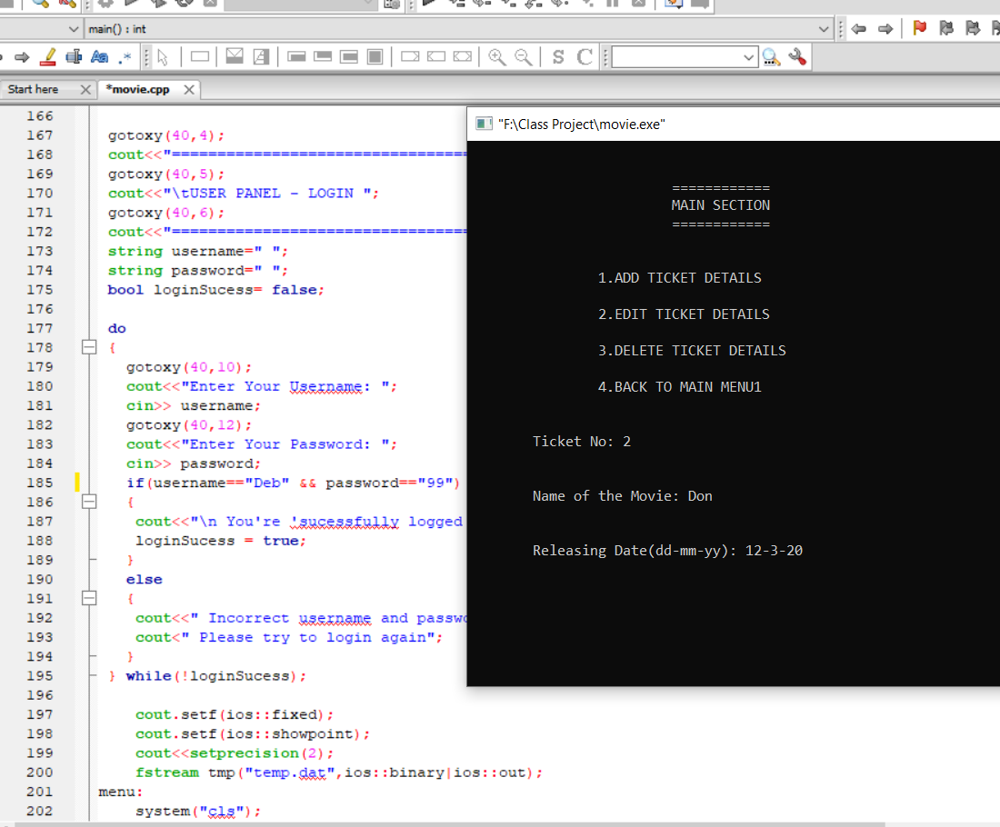 main() : int
Aa .*
S C
Start here
*movie.cpp
166
167 gotoxy(40,4);
168 cout<<"=================================
169 gotoxy(40,5);
170 cout<<"\tUSER PANEL - LOGIN ";
171 gotoxy(40,6);
172 cout<<"=================================
173 string username=" ";
174 string password=" ";
175 bool loginSucess= false;
176
177 do
178 {
179 gotoxy(40,10);
180 cout<<"Enter Your Username: ";
181 cin>> username;
182 gotoxy(40,12);
183 cout<<"Enter Your Password: ";
184 cin>> password;
185 if(username=="Deb" && password=="99")
186 {
187 cout<<"\n You're 'sucessfully logged
188 loginSucess = true;
189 }
190 else
191 {
192 cout<<" Incorrect username and passwo
193 cout<" Please try to login again";
194 }
195 } while(!loginSucess);
196
197 cout.setf(ios::fixed);
198 cout.setf(ios::showpoint);
199 cout<<setprecision(2);
200 fstream tmp("temp.dat",ios::binary|ios::out);
201 menu:
202 system("cls");
"F:\Class Project\movie.exe"
============
MAIN SECTION
============
1.ADD TICKET DETAILS
2.EDIT TICKET DETAILS
3.DELETE TICKET DETAILS
4.BACK TO MAIN MENU1
Ticket No: 2
Name of the Movie: Don
Releasing Date(dd-mm-yy): 12-3-20